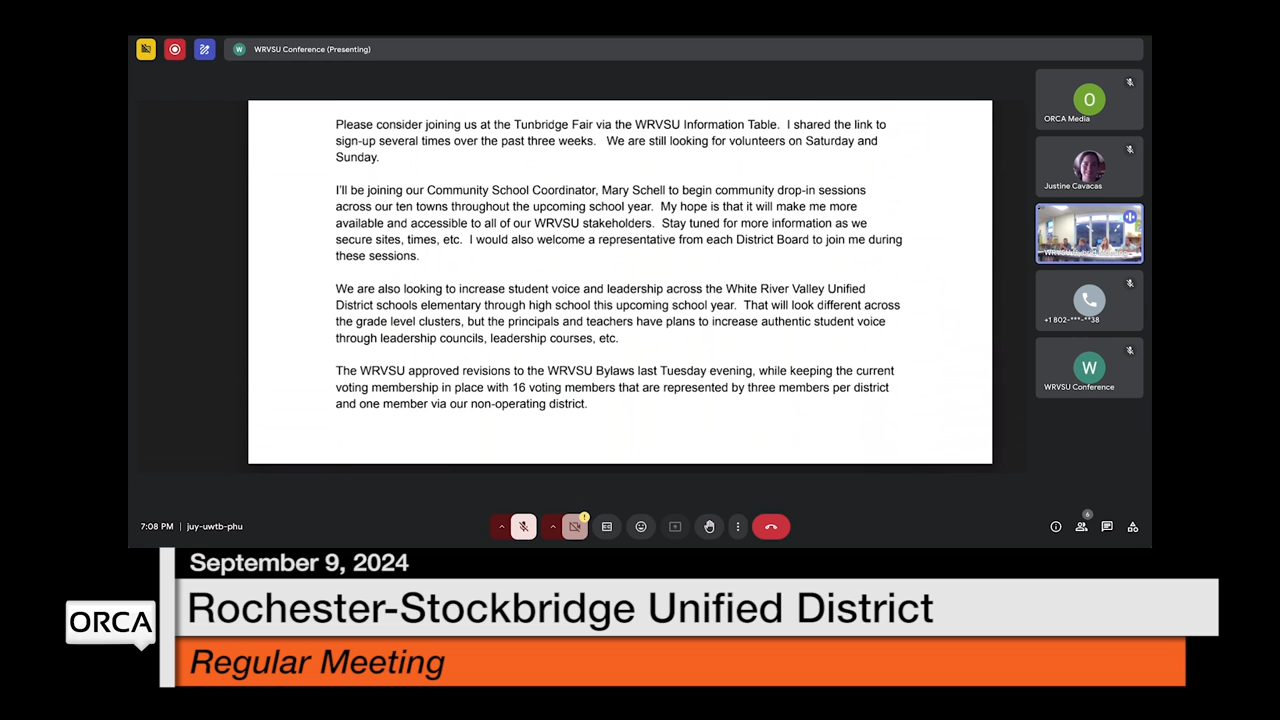 W WRVSU Conference (Presenting)
Please consider joining us at the Tunbridge Fair via the WRVSU Information Table. I shared the link to
sign-up several times over the past three weeks. We are still looking for volunteers on Saturday and
Sunday.
I'll be joining our Community School Coordinator, Mary Schell to begin community drop-in sessions
across our ten towns throughout the upcoming school year. My hope is that it will make me more
available and accessible to all of our WRVSU stakeholders. Stay tuned for more information as we
secure sites, times, etc. I would also welcome a representative from each District Board to join me during
these sessions.
We are also looking to increase student voice and leadership across the White River Valley Unified
District schools elementary through high school this upcoming school year. That will look different across
the grade level clusters, but the principals and teachers have plans to increase authentic student voice
through leadership councils, leadership courses, etc.
The WRVSU approved revisions to the WRVSU Bylaws last Tuesday evening, while keeping the current
voting membership in place with 16 voting members that are represented by three members per district
and one member via our non-operating district.
O
ORCA Media
Justine Cavacas
+1 802-***-**38
W
WRVSU Conference
7:08 PM | juy-uwtb-phu
6
September 9, 2024
ORCA
Rochester-Stockbridge Unified District
Regular Meeting